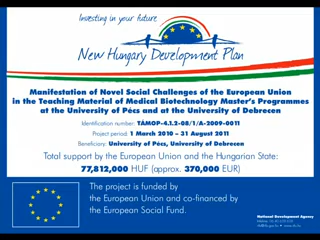 Investing in your future
New Hungary Development Plan
Manifestation of Novel Social Challenges of the European Union
in the Teaching Material of Medical Biotechnology Master's Programmes
at the University of Pécs and at the University of Debrecen
Identification number: TÁMOP-4.1.2-08/1/A-2009-0011
Project period: 1 March 2010 – 31 August 2011
Beneficiary: University of Pécs, University of Debrecen
Total support by the European Union and the Hungarian State:
77,812,000 HUF (approx. 370,000 EUR)
The project is funded by
the European Union and co-financed by
the European Social Fund.
National Development Agency